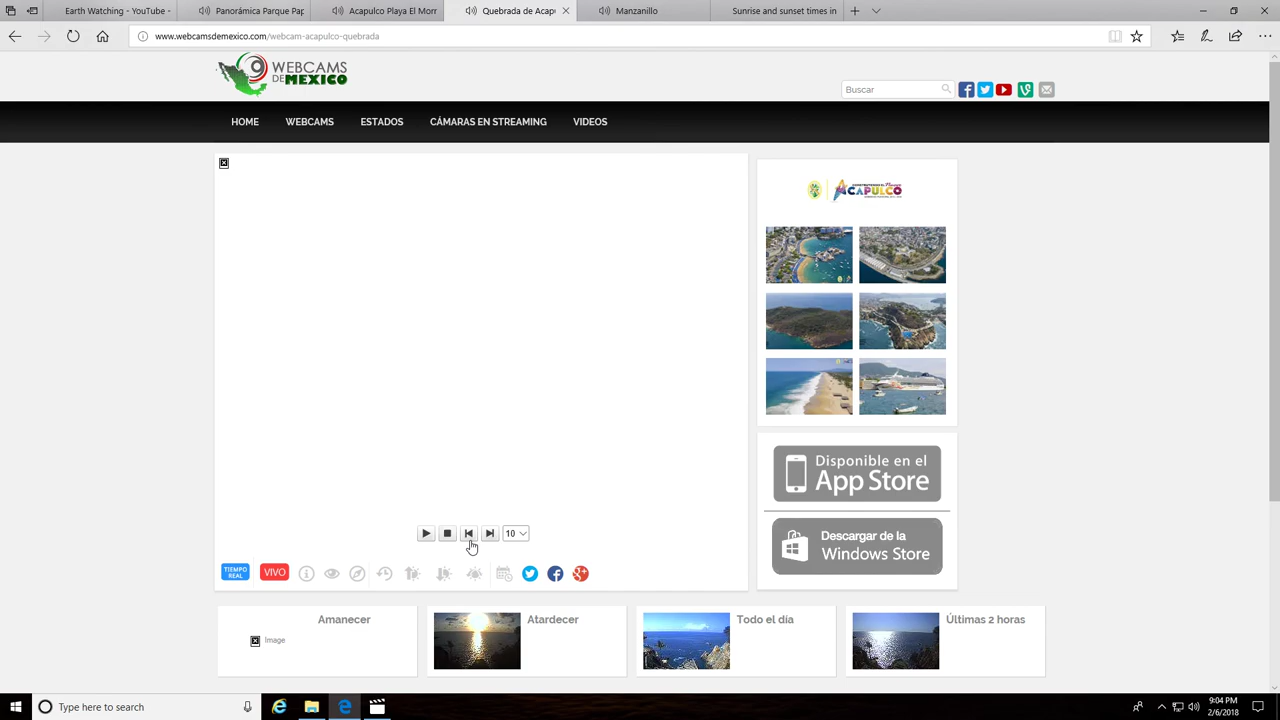 Earth Watching - YouTube
Panorámica Parque Pap
Acapulco Playa El Morr
Quebrada de Acap
Manzanillo
Sunrise and sunset times in
www.webcamsdemexico.com/webcam-acapulco-quebrada
WEBCAMS
DE MEXICO
Buscar
HOME
WEBCAMS
ESTADOS
CÁMARAS EN STREAMING
VIDEOS
ACAPULCO
10
TIEMPO
REAL
VIVO
Disponible en el
App Store
Descargar de la
Windows Store
Amanecer
Image
Atardecer
Todo el día
Últimas 2 horas
Type here to search
9:04 PM
2/6/2018